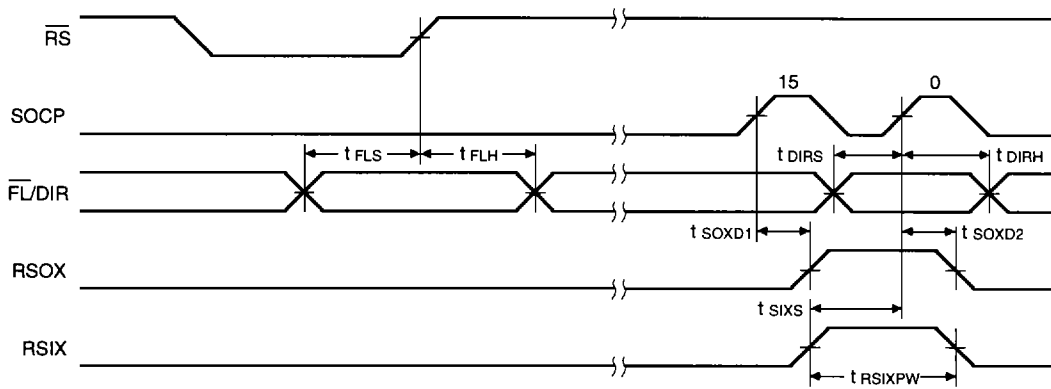 RS
15 0
SOCP
t FLS t FLH t DIRS t DIRH
FL/DIR
t SOXD1 t SOXD2
RSOX
t SIXS
RSIX
t RSIXPW